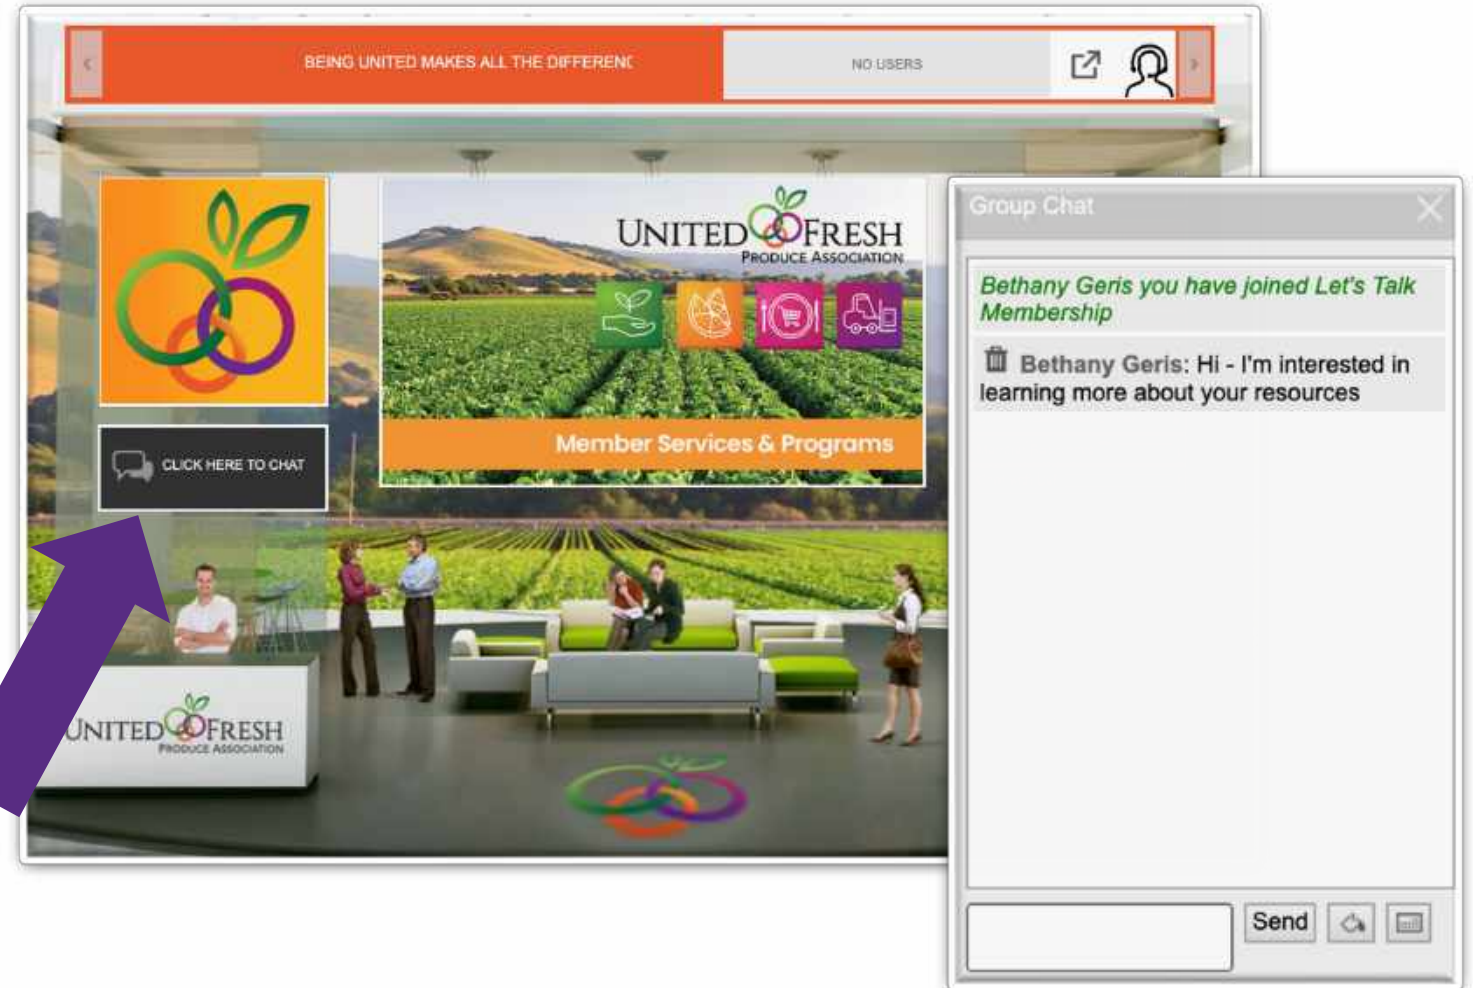 BEING UNITED MAKES ALL THE DIFFERENC
NO USERS
UNITED FRESH
PRODUCE ASSOCIATION
Member Services & Programs
CLICK HERE TO CHAT
UNITED FRESH
PRODUCE ASSOCIATION
Group Chat
Bethany Geris you have joined Let's Talk
Membership
Bethany Geris: Hi - I'm interested in
learning more about your resources
Send